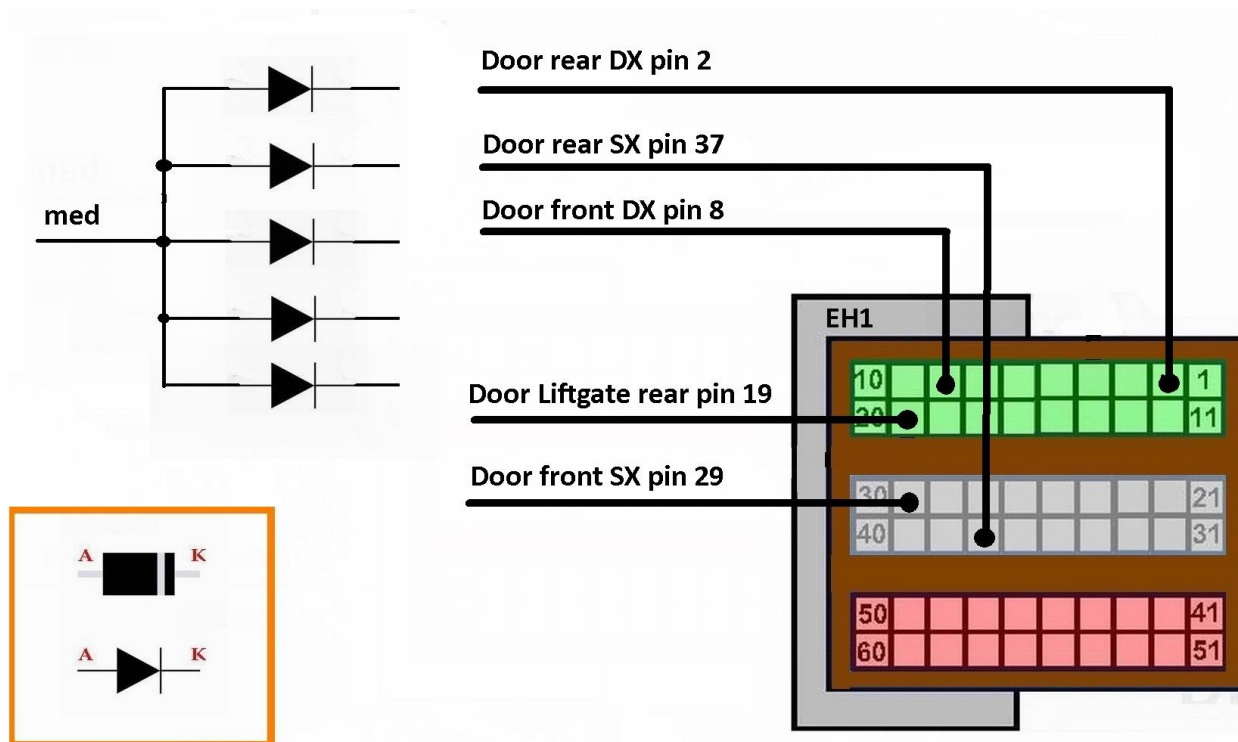 Door rear DX pin 2
Door rear SX pin 37
med
Door front DX pin 8
EH1
10 1
Door Liftgate rear pin 19
20 11
Door front SX pin 29
30 21
40 31
A K
50 41
A K
60 51